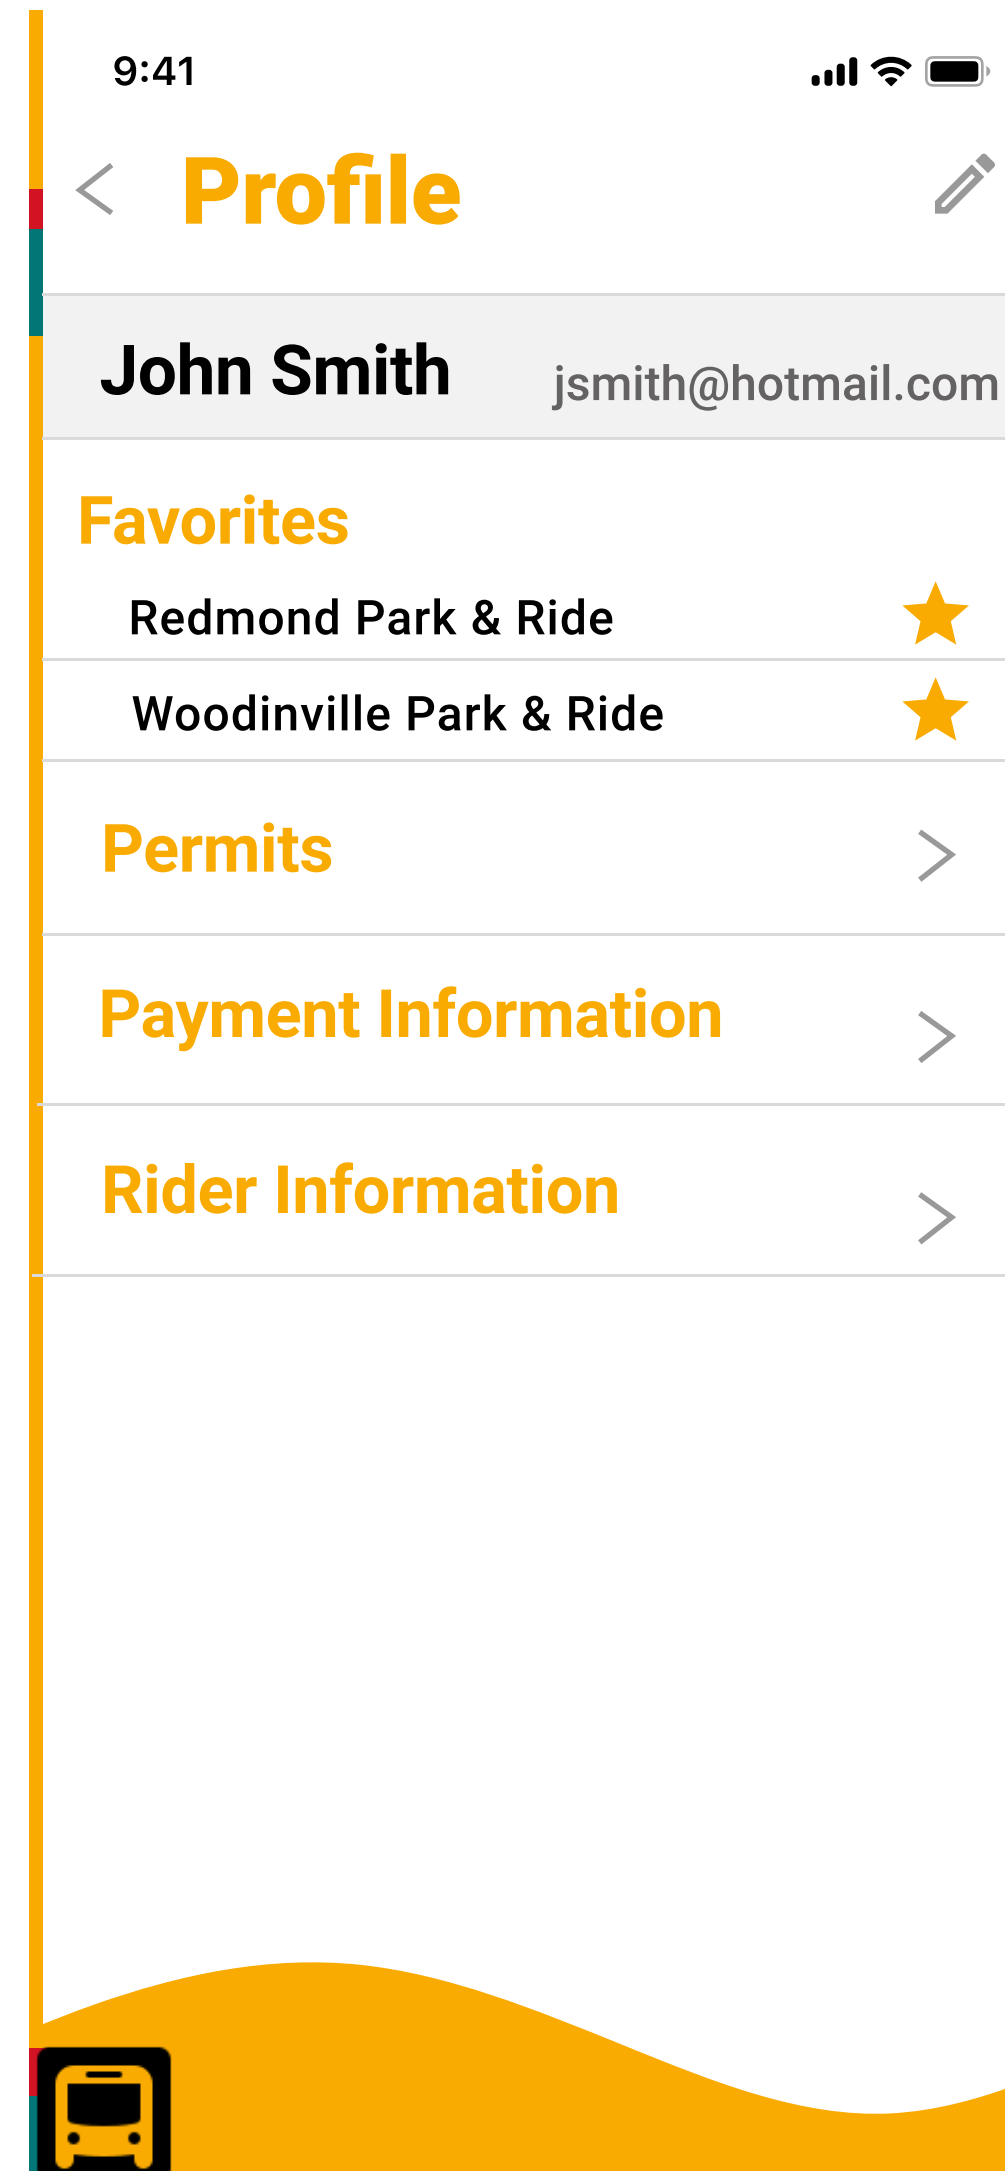 9:41
Profile
John Smith jsmith@hotmail.com
Favorites
Redmond Park & Ride
Woodinville Park & Ride
Permits
Payment Information
Rider Information